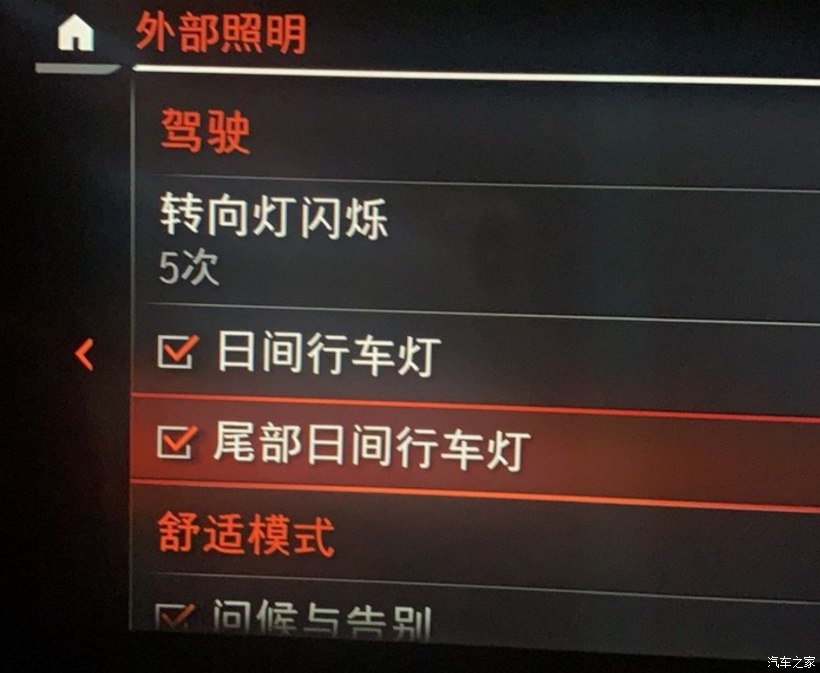 外部照明
驾驶
转向灯闪烁
5次
日间行车灯
尾部日间行车灯
舒适模式
问候与告别
汽车之家